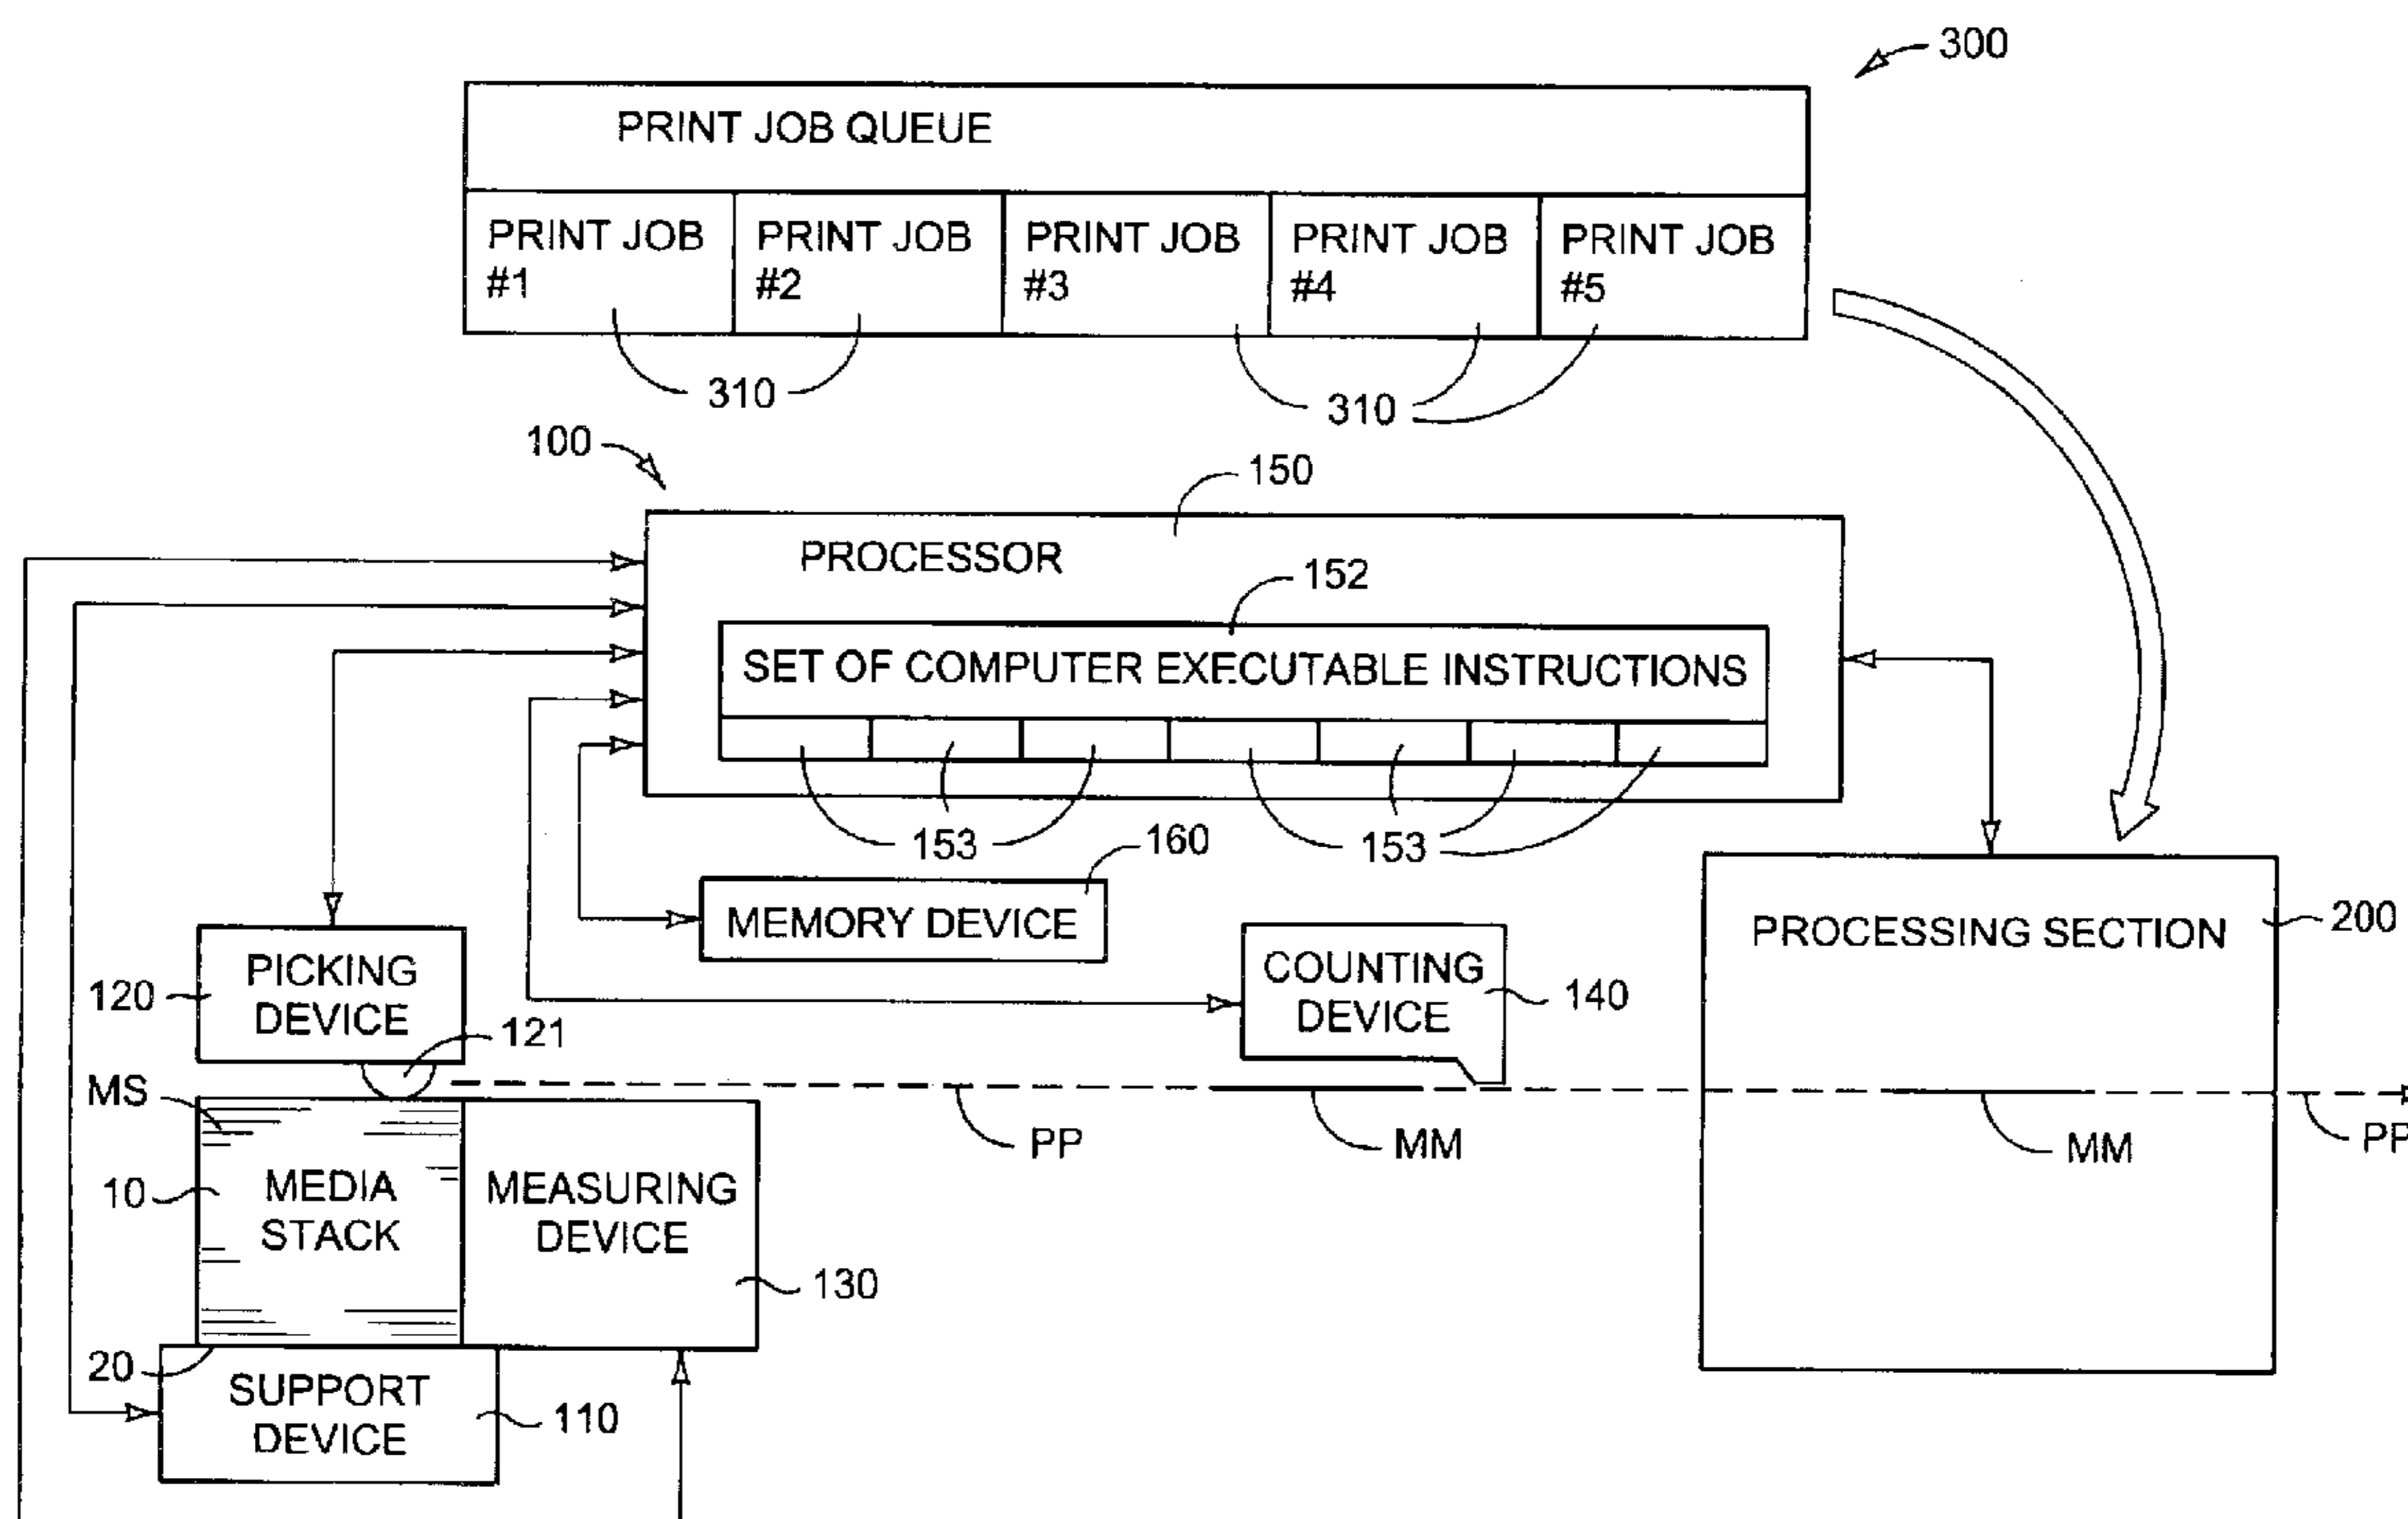 300
PRINT JOB QUEUE
PRINT JOB
#1
PRINT JOB
#2
PRINT JOB
#3
PRINT JOB
#4
PRINT JOB
#5
310
310
100
150
PROCESSOR
152
SET OF COMPUTER EXECUTABLE INSTRUCTIONS
153
153
160
MEMORY DEVICE
PROCESSING SECTION
200
120
PICKING
DEVICE
121
COUNTING
DEVICE
140
MS
PP
MM
MM
PP
10
MEDIA
STACK
MEASURING
DEVICE
130
20
SUPPORT
DEVICE
110